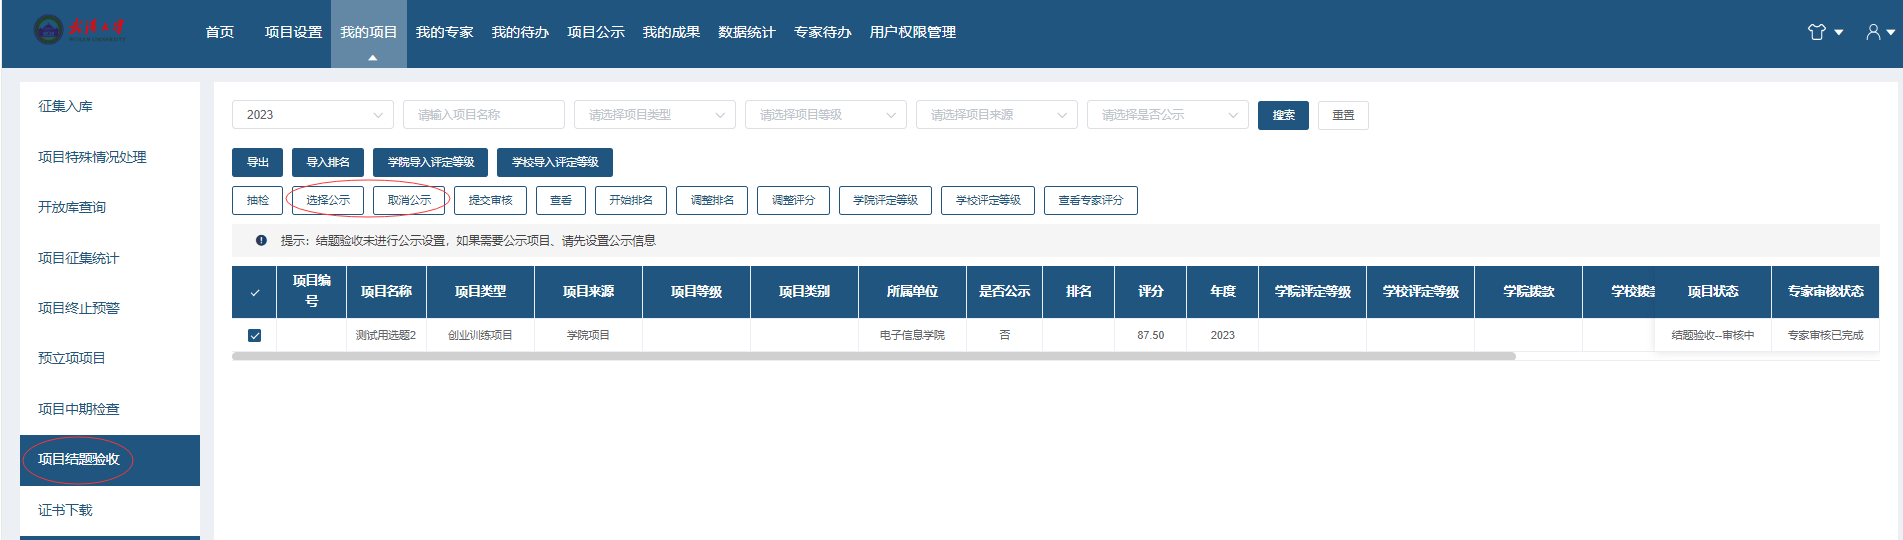 武汉大学
首页 项目设置 我的项目 我的专家 我的待办 项目公示 我的成果 数据统计 专家待办 用户权限管理
征集入库
项目特殊情况处理
开放库查询
项目征集统计
项目终止预警
预立项项目
项目中期检查
项目结题验收
证书下载
2023 请输入项目名称 请选择项目类型 请选择项目等级 请选择项目来源 请选择是否公示 搜索 重置
导出 导入排名 学院导入评定等级 学校导入评定等级
抽检 选择公示 取消公示 提交审核 查看 开始排名 调整排名 调整评分 学院评定等级 学校评定等级 查看专家评分
提示：结题验收未进行公示设置，如果需要公示项目、请先设置公示信息
项目编号 项目名称 项目类型 项目来源 项目等级 项目类别 所属单位 是否公示 排名 评分 年度 学院评定等级 学校评定等级 学院拨款 学校拨 项目状态 专家审核状态
测试用选题2 创业训练项目 学院项目 电子信息学院 否 87.50 2023 结题验收--审核中 专家审核已完成